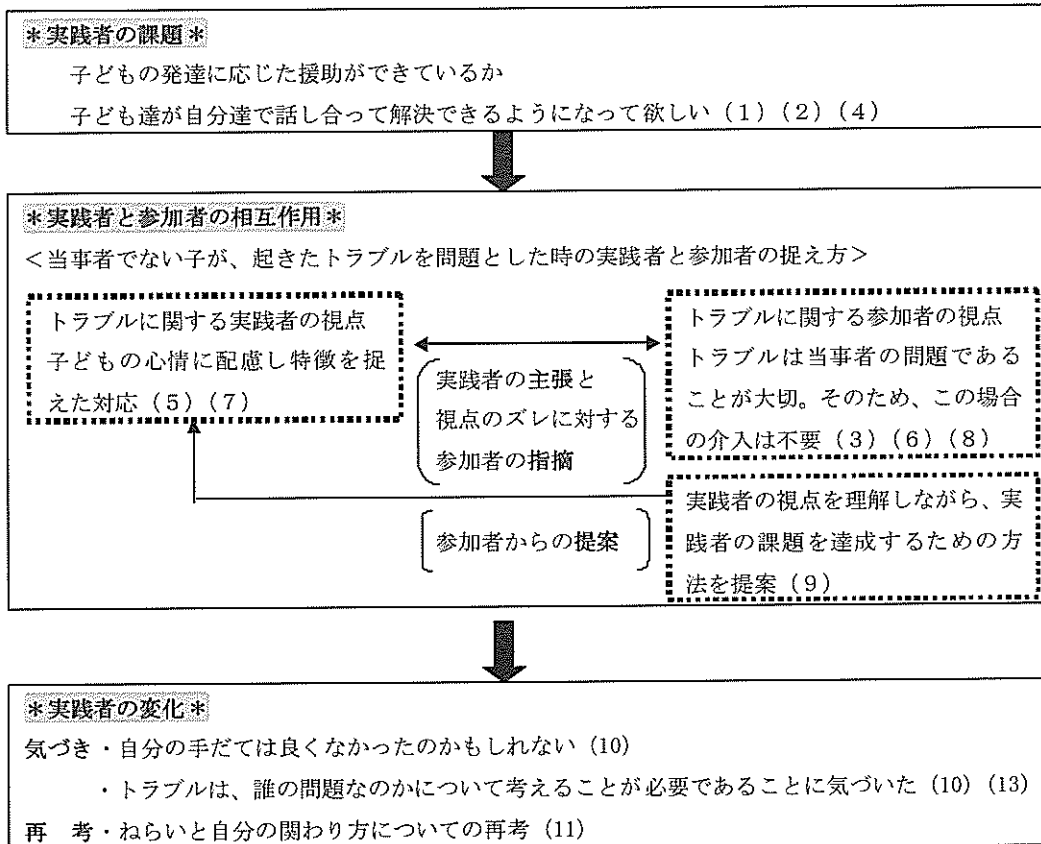 ＊実践者の課題＊
子どもの発達に応じた援助ができているか
子ども達が自分達で話し合って解決できるようになって欲しい（1）（2）（4）
＊実践者と参加者の相互作用＊
＜当事者でない子が、起きたトラブルを問題とした時の実践者と参加者の捉え方＞
トラブルに関する実践者の視点
子どもの心情に配慮し特徴を捉
えた対応（5）（7）
実践者の主張と
視点のズレに対する
参加者の指摘
トラブルに関する参加者の視点
トラブルは当事者の問題である
ことが大切。そのため、この場合
の介入は不要（3）（6）（8）
参加者からの提案
実践者の視点を理解しながら、実
践者の課題を達成するための方
法を提案（9）
＊実践者の変化＊
気づき・自分の手だては良くなかったのかもしれない（10）
・トラブルは、誰の問題なのかについて考えることが必要であることに気づいた（10）（13）
再　考・ねらいと自分の関わり方についての再考（11）